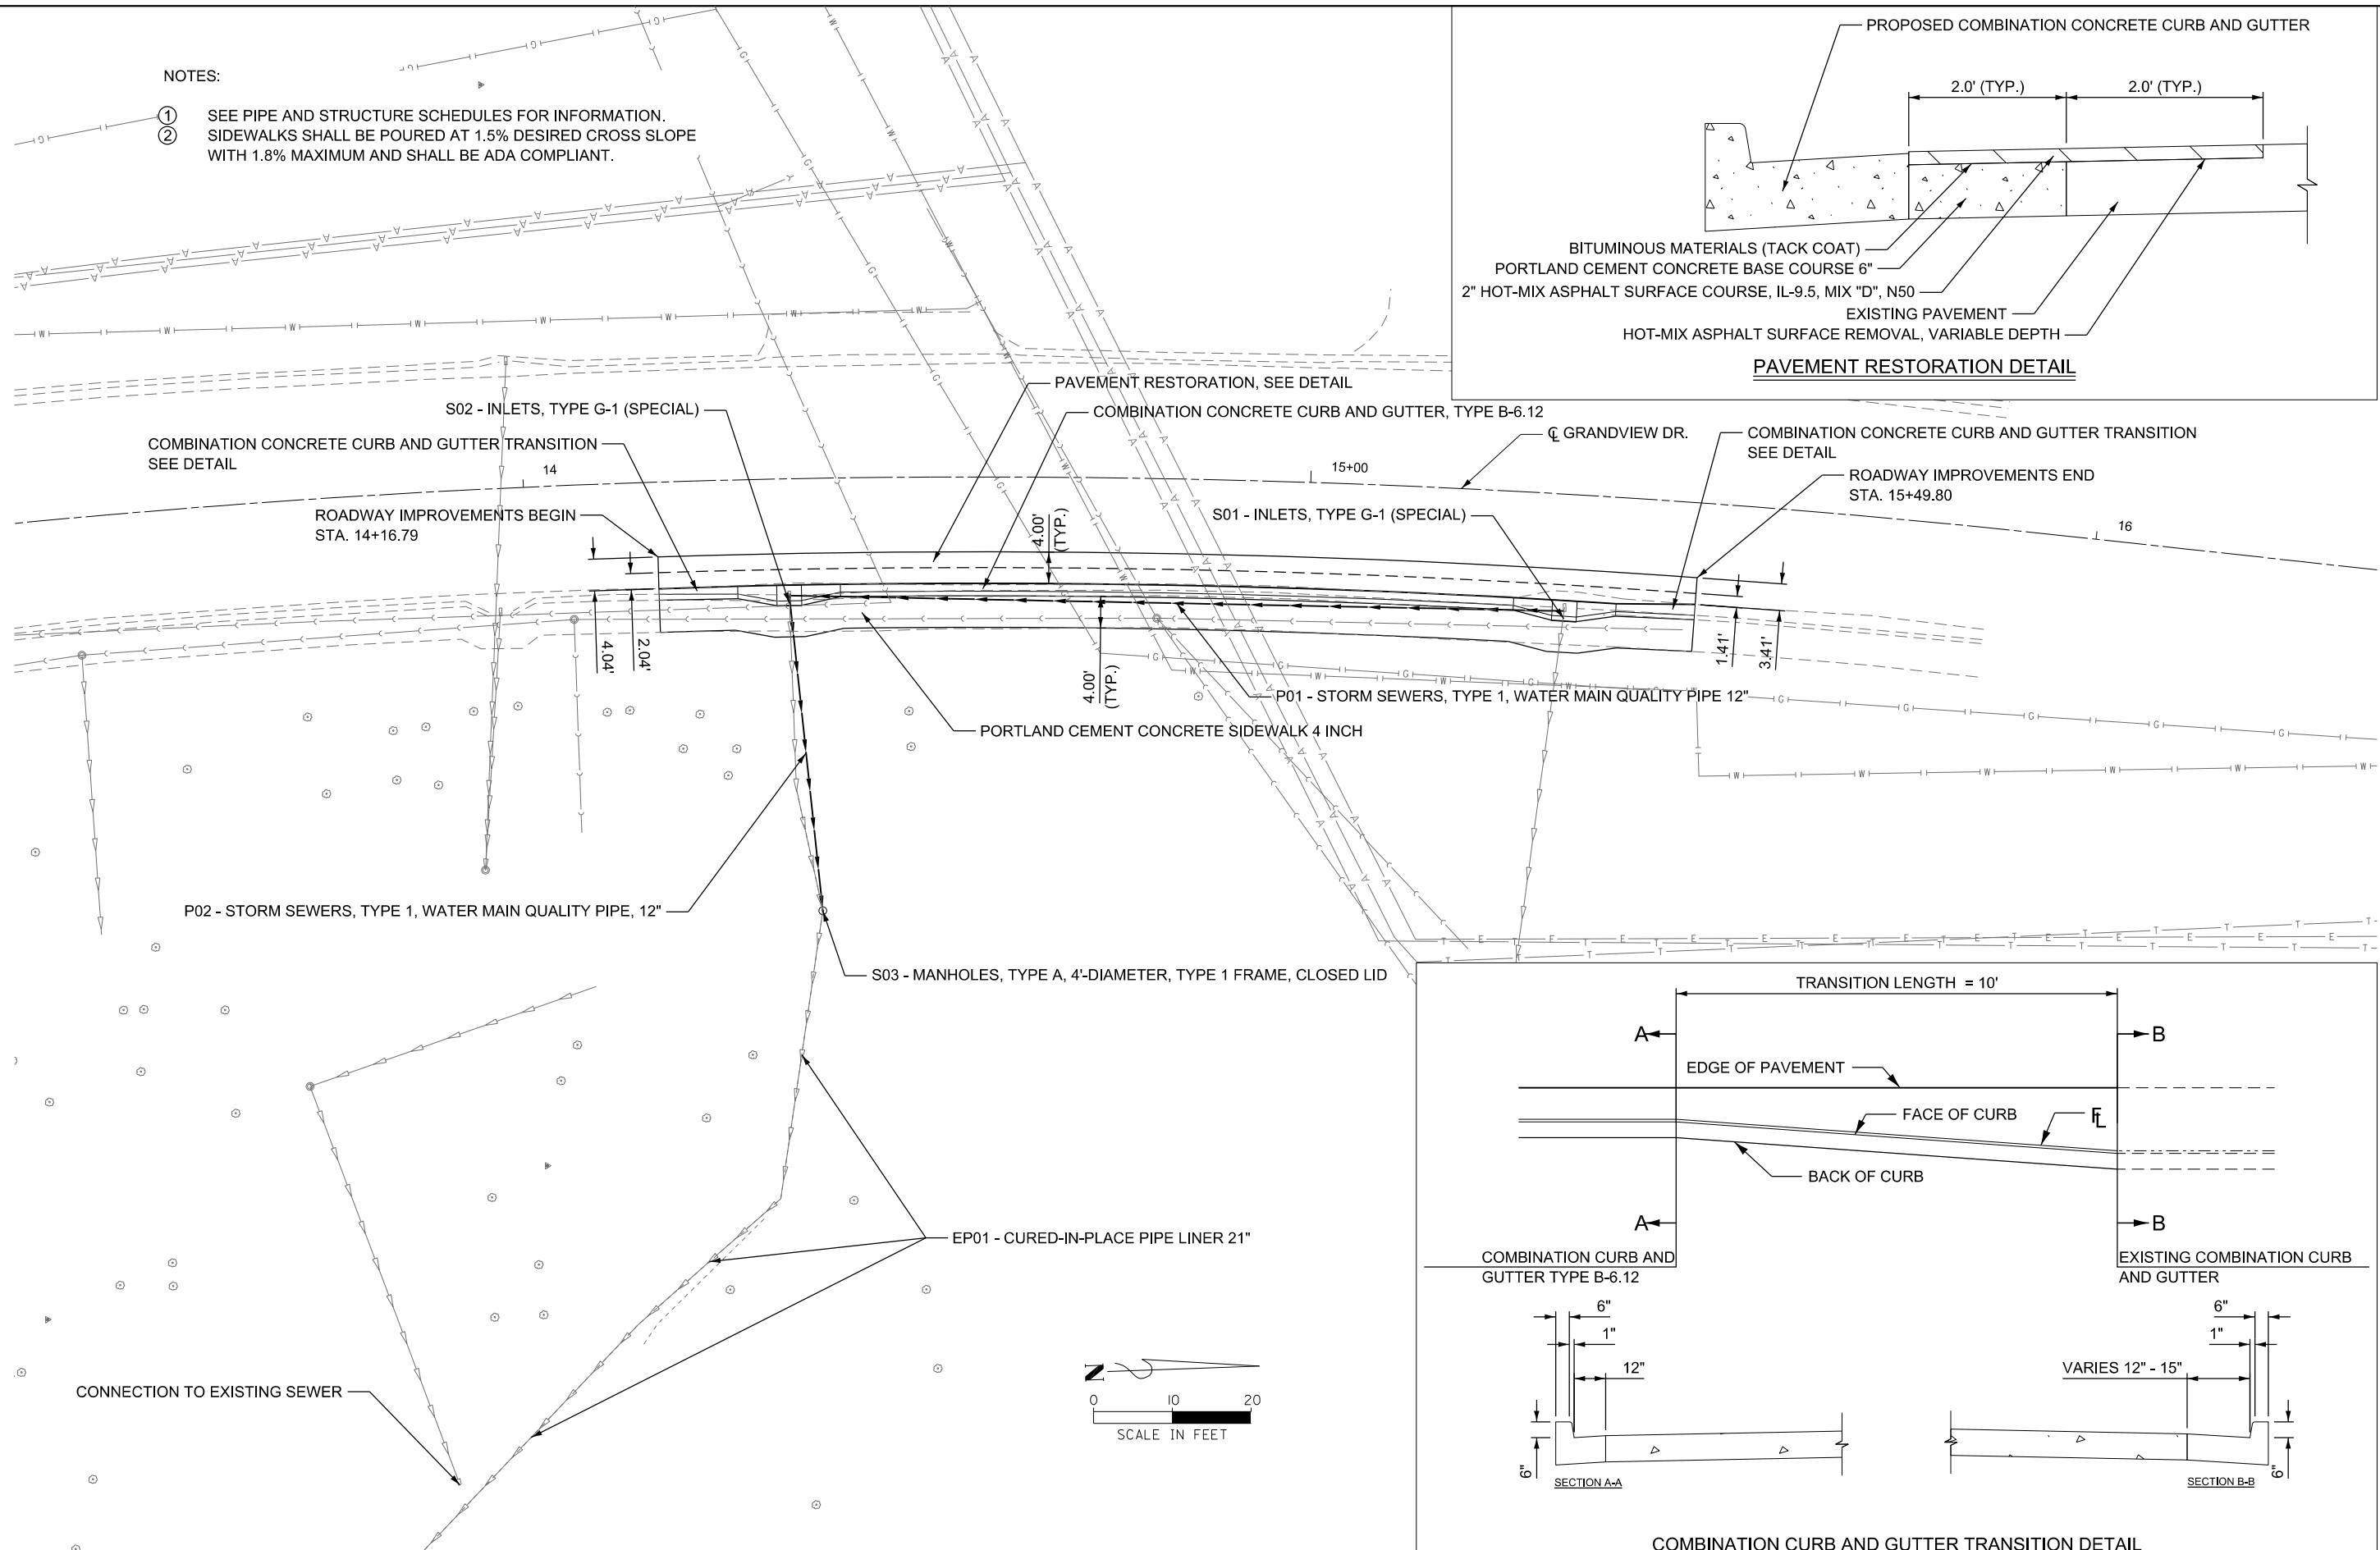 NOTES:
1 SEE PIPE AND STRUCTURE SCHEDULES FOR INFORMATION.
2 SIDEWALKS SHALL BE POURED AT 1.5% DESIRED CROSS SLOPE
WITH 1.8% MAXIMUM AND SHALL BE ADA COMPLIANT.
PROPOSED COMBINATION CONCRETE CURB AND GUTTER
2.0' (TYP.)
2.0' (TYP.)
BITUMINOUS MATERIALS (TACK COAT)
PORTLAND CEMENT CONCRETE BASE COURSE 6"
2" HOT-MIX ASPHALT SURFACE COURSE, IL-9.5, MIX "D", N50
EXISTING PAVEMENT
HOT-MIX ASPHALT SURFACE REMOVAL, VARIABLE DEPTH
PAVEMENT RESTORATION DETAIL
PAVEMENT RESTORATION, SEE DETAIL
S02 - INLETS, TYPE G-1 (SPECIAL)
COMBINATION CONCRETE CURB AND GUTTER, TYPE B-6.12
COMBINATION CONCRETE CURB AND GUTTER TRANSITION
SEE DETAIL
℄ GRANDVIEW DR.
COMBINATION CONCRETE CURB AND GUTTER TRANSITION
SEE DETAIL
14
15+00
16
ROADWAY IMPROVEMENTS END
STA. 15+49.80
ROADWAY IMPROVEMENTS BEGIN
STA. 14+16.79
S01 - INLETS, TYPE G-1 (SPECIAL)
4.00'
(TYP.)
4.04'
2.04'
4.00'
(TYP.)
1.41'
3.41'
P01 - STORM SEWERS, TYPE 1, WATER MAIN QUALITY PIPE 12"
PORTLAND CEMENT CONCRETE SIDEWALK 4 INCH
P02 - STORM SEWERS, TYPE 1, WATER MAIN QUALITY PIPE, 12"
S03 - MANHOLES, TYPE A, 4'-DIAMETER, TYPE 1 FRAME, CLOSED LID
EP01 - CURED-IN-PLACE PIPE LINER 21"
CONNECTION TO EXISTING SEWER
N
0 10 20
SCALE IN FEET
TRANSITION LENGTH = 10'
A
B
EDGE OF PAVEMENT
FACE OF CURB
FL
BACK OF CURB
A
B
COMBINATION CURB AND
GUTTER TYPE B-6.12
EXISTING COMBINATION CURB
AND GUTTER
6"
1"
12"
6"
SECTION A-A
6"
1"
VARIES 12" - 15"
6"
SECTION B-B
COMBINATION CURB AND GUTTER TRANSITION DETAIL